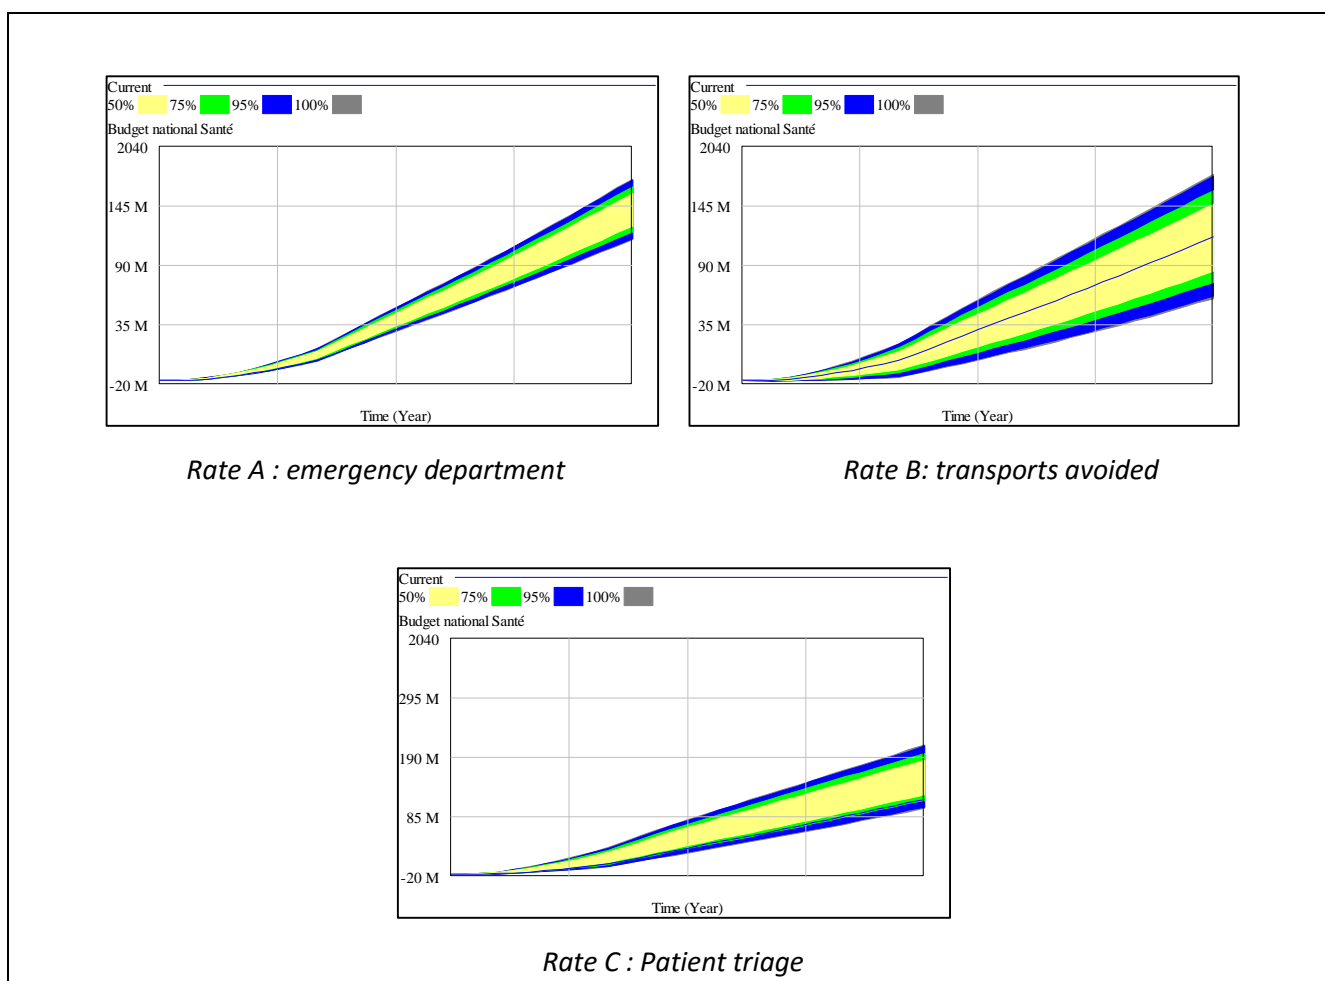 Current
50% 75% 95% 100%
Budget national Santé
2040
145 M
90 M
35 M
-20 M
Time (Year)
Rate A : emergency department
Current
50% 75% 95% 100%
Budget national Santé
2040
145 M
90 M
35 M
-20 M
Time (Year)
Rate B: transports avoided
Current
50% 75% 95% 100%
Budget national Santé
2040
295 M
190 M
85 M
-20 M
Time (Year)
Rate C : Patient triage